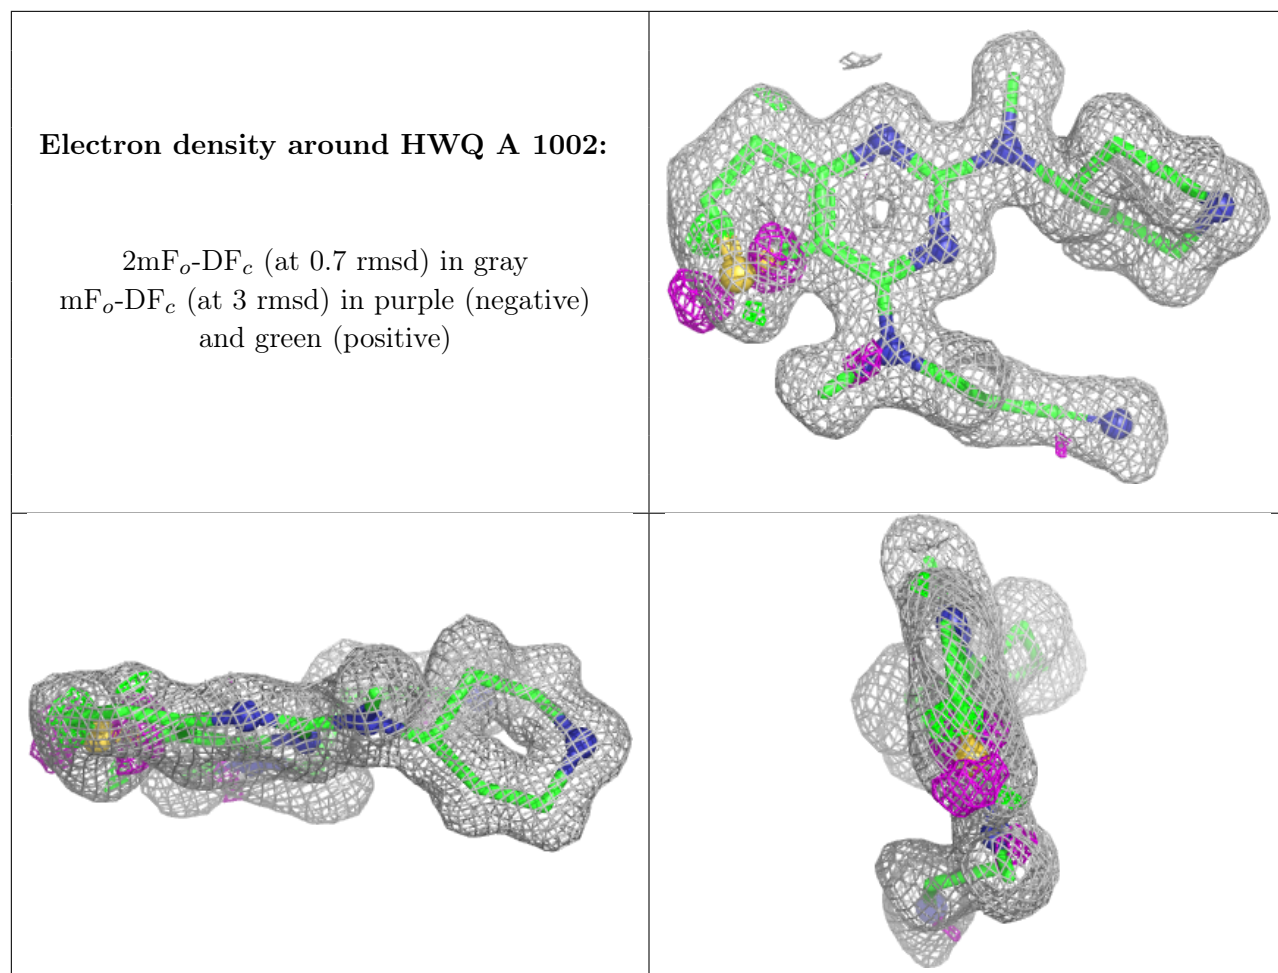 Electron density around HWQ A 1002:
2mFo-DFc (at 0.7 rmsd) in gray
mFo-DFc (at 3 rmsd) in purple (negative)
and green (positive)